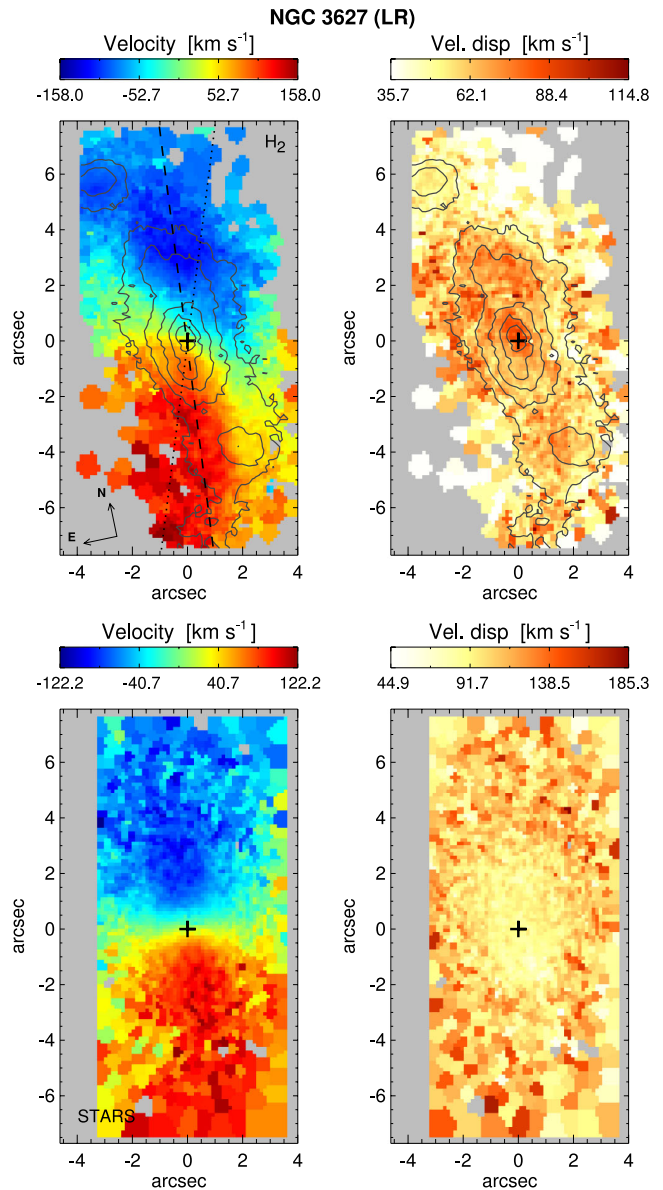 NGC 3627 (LR)
Velocity [km s⁻¹]
-158.0 -52.7 52.7 158.0
Vel. disp [km s⁻¹]
35.7 62.1 88.4 114.8
H₂
6
4
2
0
-2
-4
-6
arcsec
N
E
-4 -2 0 2 4
arcsec
6
4
2
0
-2
-4
-6
arcsec
-4 -2 0 2 4
arcsec
Velocity [km s⁻¹]
-122.2 -40.7 40.7 122.2
Vel. disp [km s⁻¹]
44.9 91.7 138.5 185.3
6
4
2
0
-2
-4
-6
arcsec
STARS
-4 -2 0 2 4
arcsec
6
4
2
0
-2
-4
-6
arcsec
-4 -2 0 2 4
arcsec